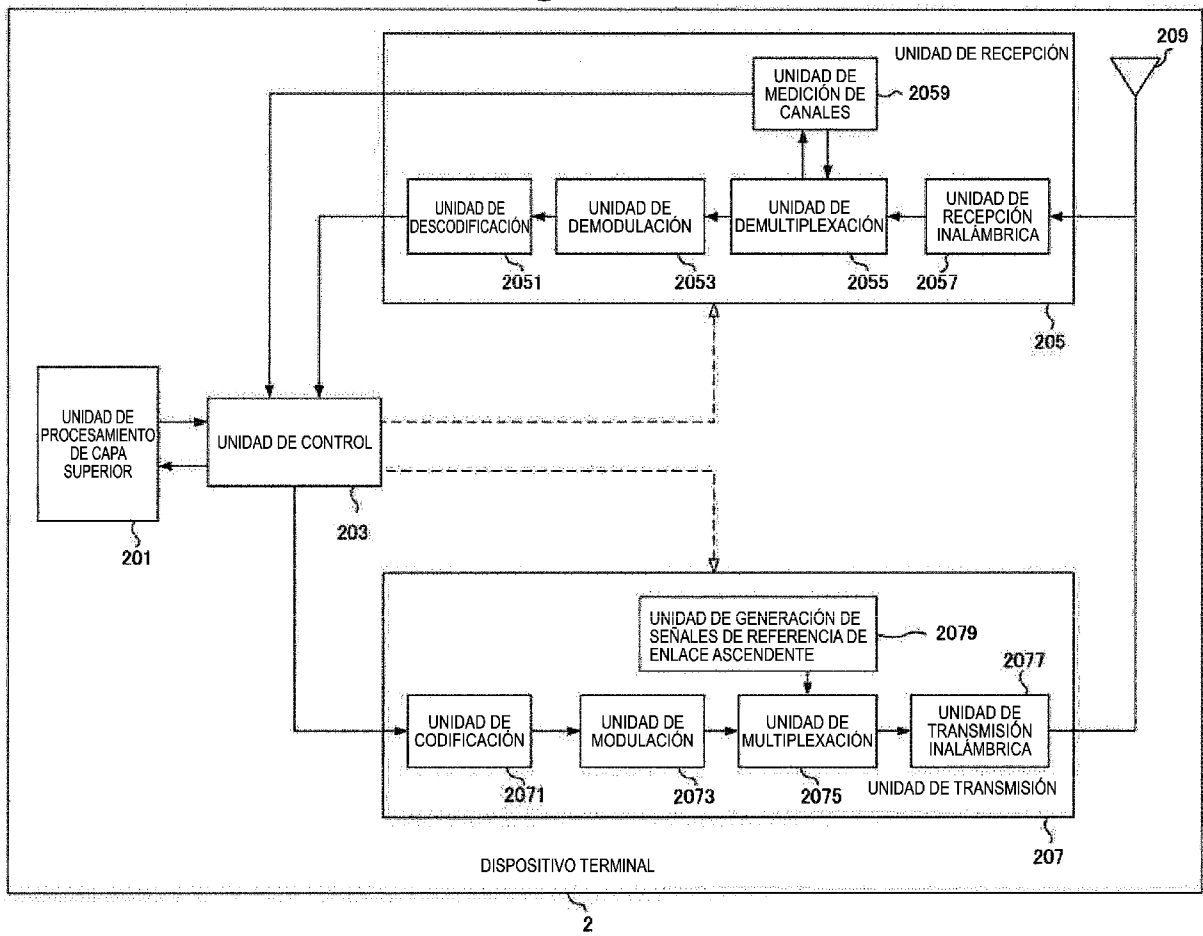 UNIDAD DE RECEPCIÓN
209
UNIDAD DE
MEDICIÓN DE
CANALES
2059
UNIDAD DE
DESCODIFICACIÓN
2051
UNIDAD DE
DEMODULACIÓN
2053
UNIDAD DE
DEMULTIPLEXACIÓN
2055
UNIDAD DE
RECEPCIÓN
INALÁMBRICA
2057
205
UNIDAD DE
PROCESAMIENTO
DE CAPA
SUPERIOR
201
UNIDAD DE CONTROL
203
UNIDAD DE GENERACIÓN DE
SEÑALES DE REFERENCIA DE
ENLACE ASCENDENTE
2079
2077
UNIDAD DE
CODIFICACIÓN
2071
UNIDAD DE
MODULACIÓN
2073
UNIDAD DE
MULTIPLEXACIÓN
2075
UNIDAD DE
TRANSMISIÓN
INALÁMBRICA
UNIDAD DE TRANSMISIÓN
207
DISPOSITIVO TERMINAL
2